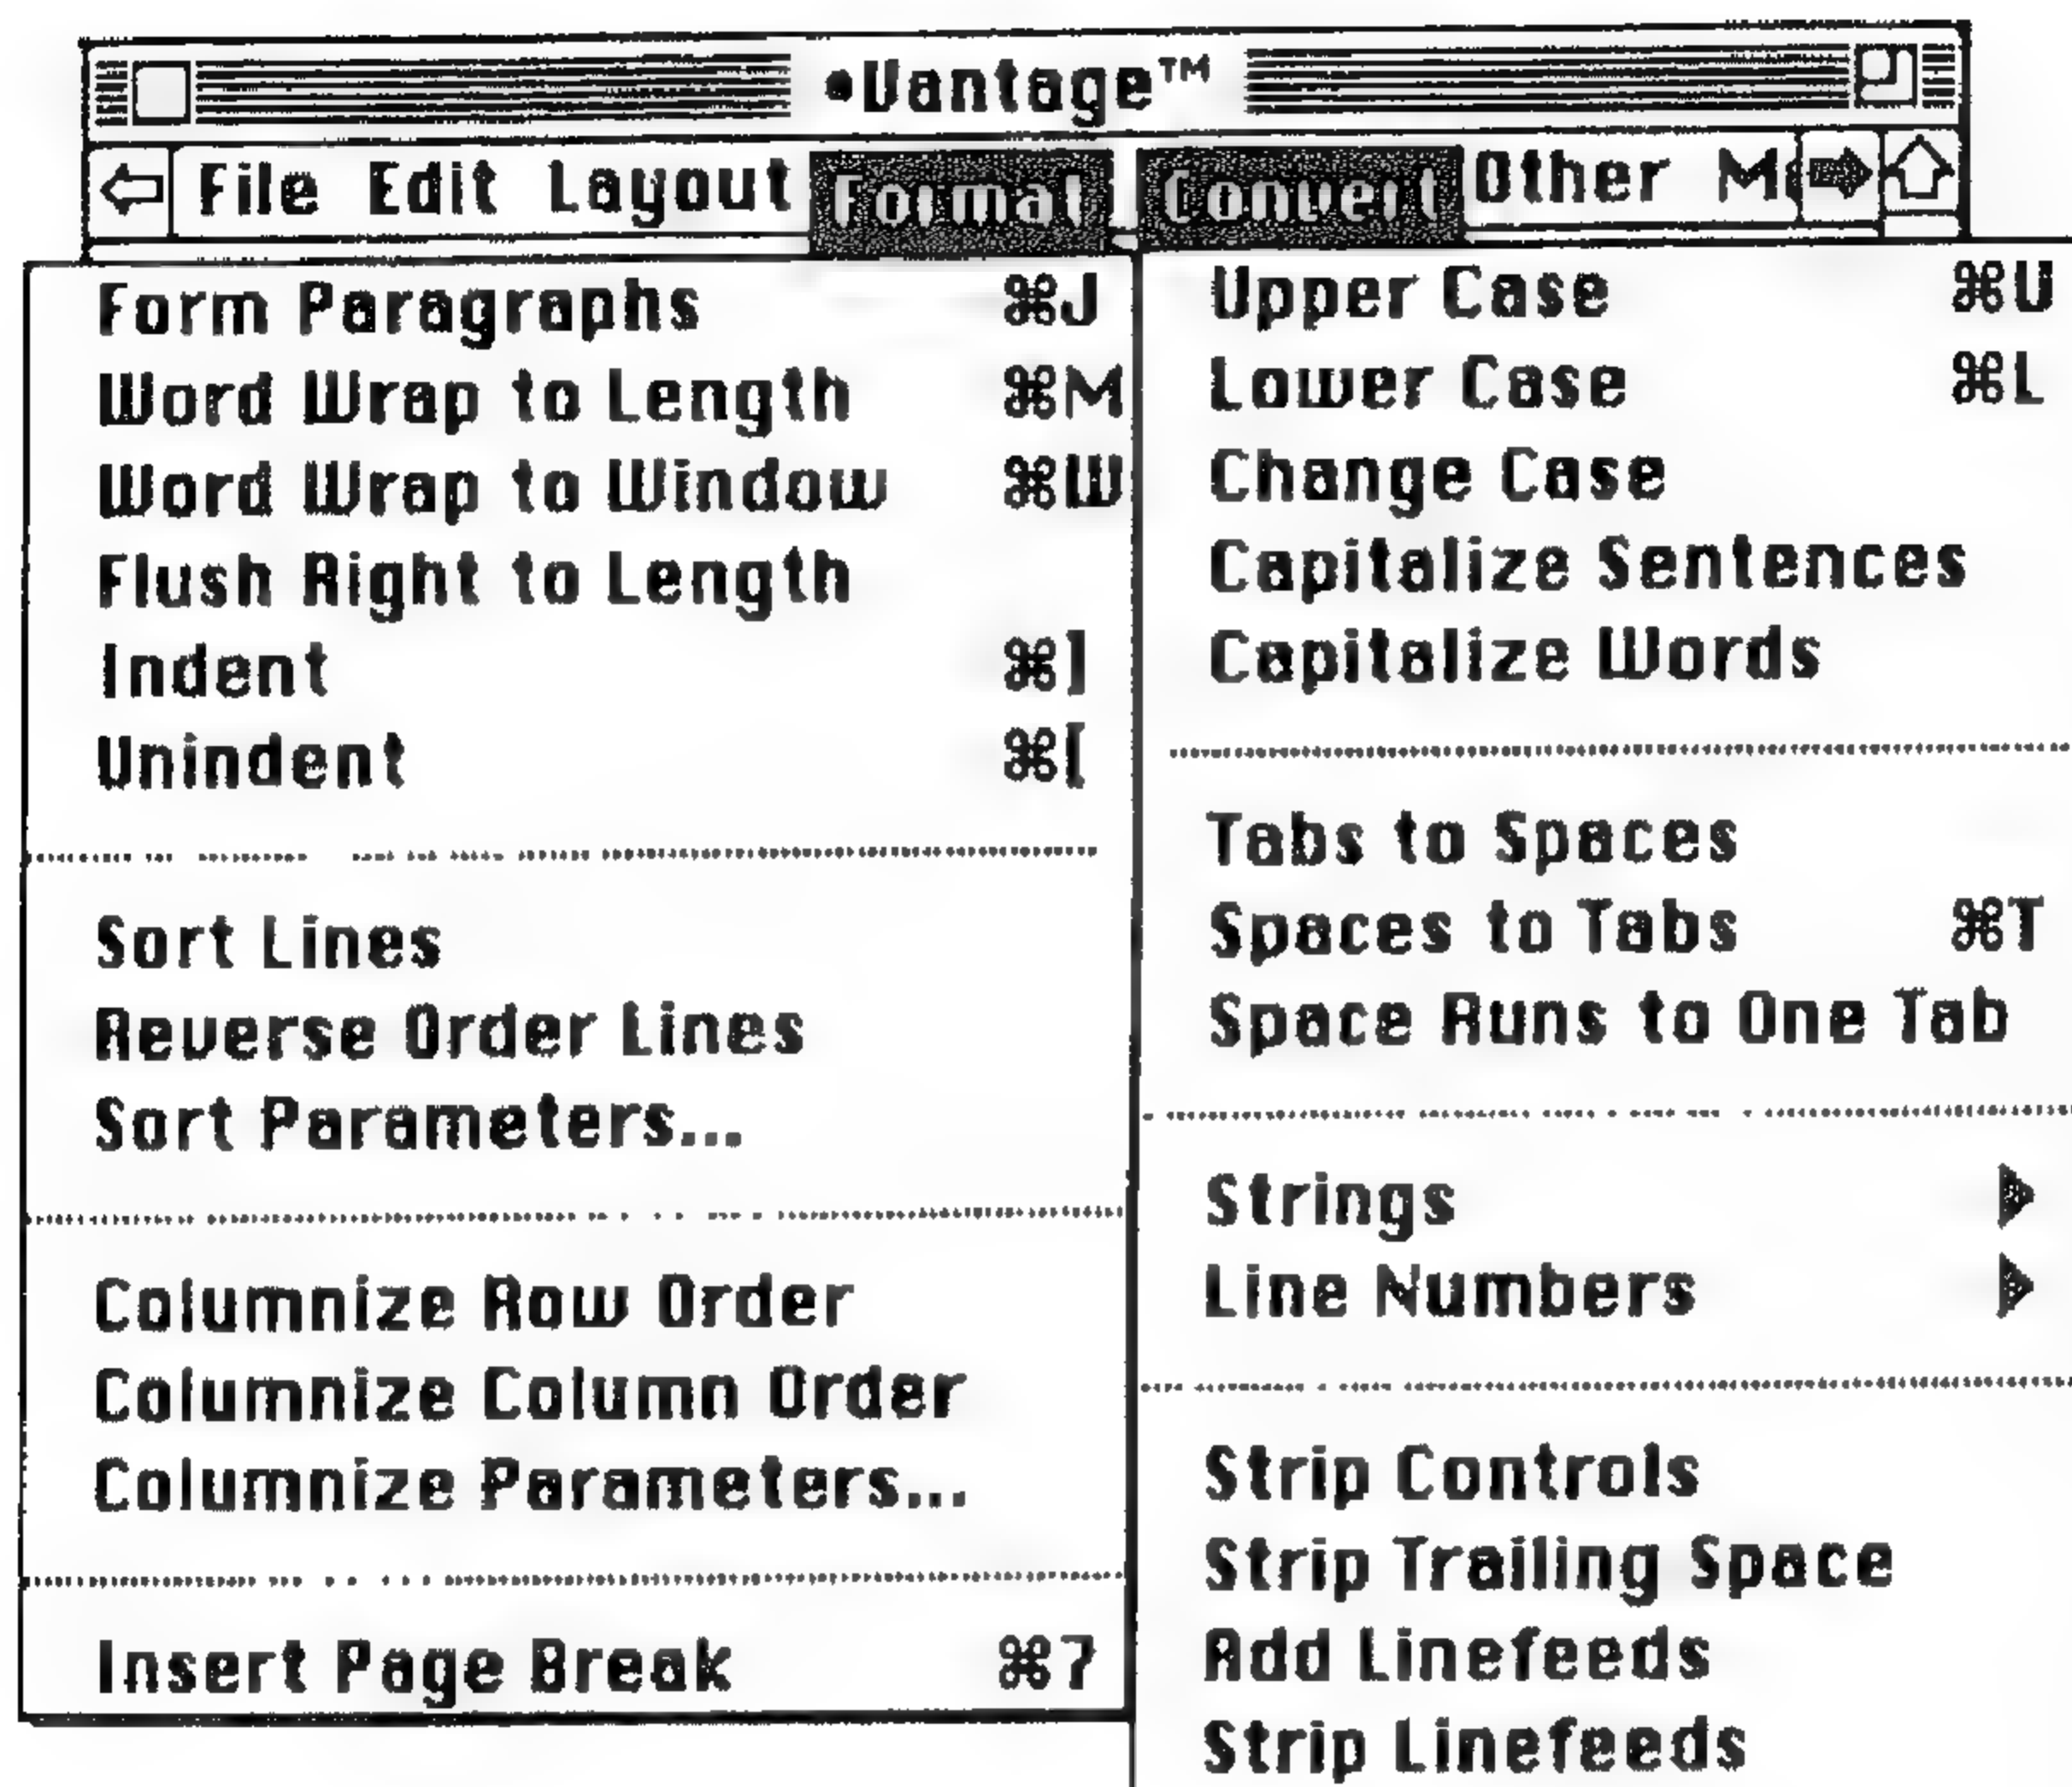 •Vantage™
File Edit Layout Format Convert Other
Form Paragraphs ⌘J
Word Wrap to Length ⌘M
Word Wrap to Window ⌘W
Flush Right to Length
Indent ⌘]
Unindent ⌘[
Sort Lines
Reverse Order Lines
Sort Parameters...
Columnize Row Order
Columnize Column Order
Columnize Parameters...
Insert Page Break ⌘7
Upper Case ⌘U
Lower Case ⌘L
Change Case
Capitalize Sentences
Capitalize Words
Tabs to Spaces
Spaces to Tabs ⌘T
Space Runs to One Tab
Strings
Line Numbers
Strip Controls
Strip Trailing Space
Add Linefeeds
Strip Linefeeds